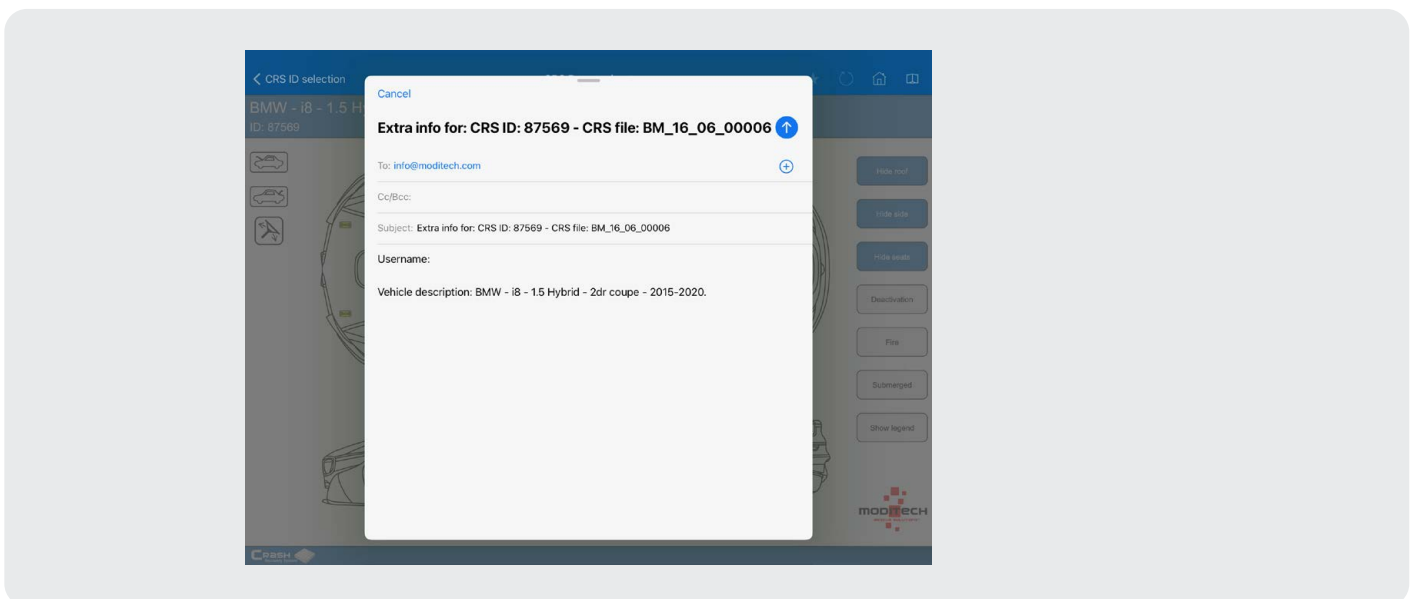 CRS ID selection
BMW - i8 - 1.5 H
ID: 87569
Cancel
Extra info for: CRS ID: 87569 - CRS file: BM_16_06_00006
To: info@moditech.com
Cc/Bcc:
Subject: Extra info for: CRS ID: 87569 - CRS file: BM_16_06_00006
Username:
Vehicle description: BMW - i8 - 1.5 Hybrid - 2dr coupe - 2015-2020.
Hide roof
Hide side
Hide seats
Deactivation
Fire
Submerged
Show legend
MODITECH
CRASH